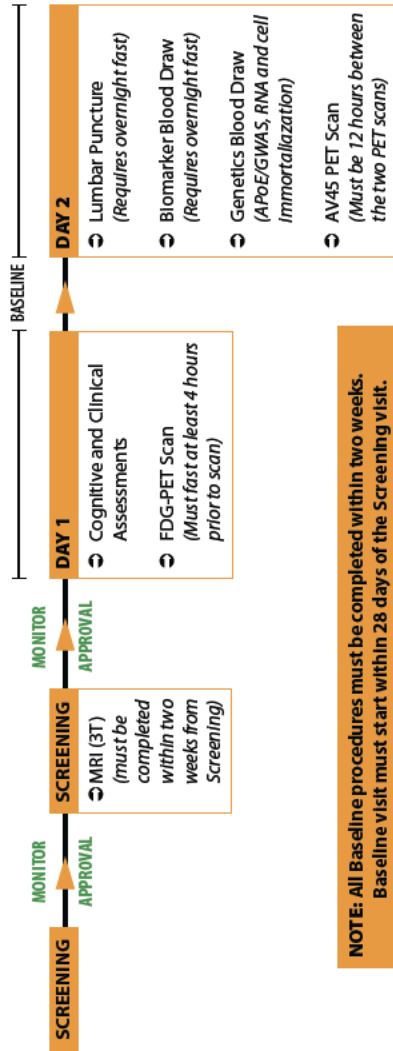 BASELINE
SCREENING
MONITOR
APPROVAL
SCREENING
➲ MRI (3T)
(must be
completed
within two
weeks from
Screening)
MONITOR
APPROVAL
DAY 1
➲ Cognitive and Clinical
Assessments
➲ FDG-PET Scan
(Must fast at least 4 hours
prior to scan)
DAY 2
➲ Lumbar Puncture
(Requires overnight fast)
➲ Biomarker Blood Draw
(Requires overnight fast)
➲ Genetics Blood Draw
(APoE/GWAS, RNA and cell
Immortaliazation)
➲ AV45 PET Scan
(Must be 12 hours between
the two PET scans)
NOTE: All Baseline procedures must be completed within two weeks.
Baseline visit must start within 28 days of the Screening visit.